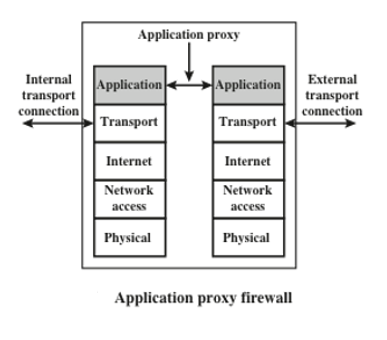 Application proxy
Internal
transport
connection
External
transport
connection
Application
Transport
Internet
Network
access
Physical
Application
Transport
Internet
Network
access
Physical
Application proxy firewall